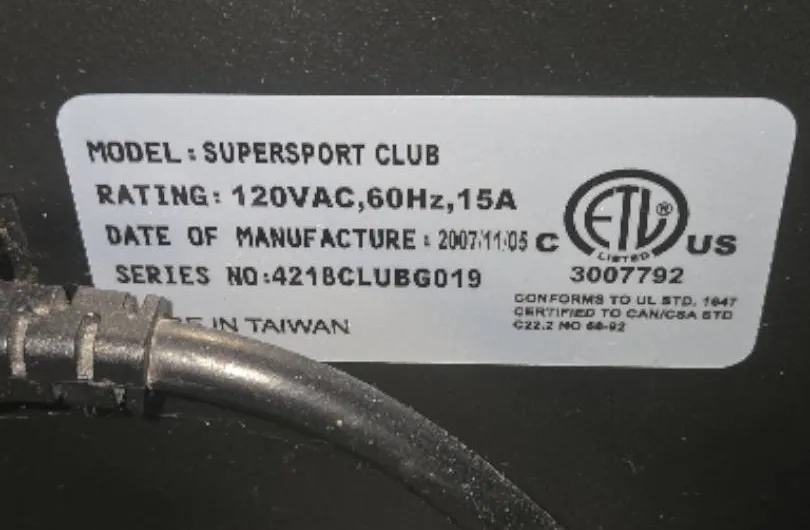 MODEL: SUPERSPORT CLUB
RATING: 120VAC,60Hz,15A
DATE OF MANUFACTURE: 2007/11/05
SERIES NO:4218CLUBG019
E IN TAIWAN
C ETL® US
LISTED
3007792
CONFORMS TO UL STD. 1647
CERTIFIED TO CAN/CSA STD
C22.2 NO 68-92